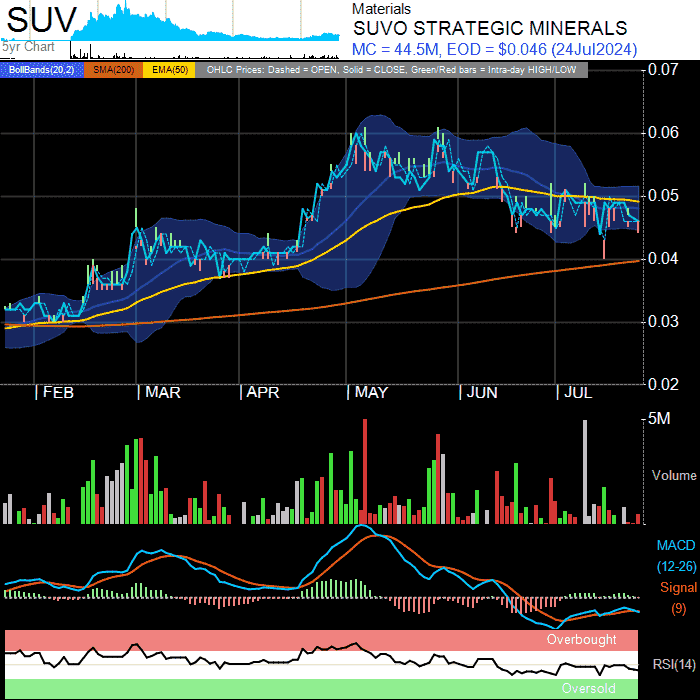 SUV
5yr Chart
Materials
SUVO STRATEGIC MINERALS
MC = 44.5M, EOD = $0.046 (24Jul2024)
BollBands(20,2) SMA(200) EMA(50) OHLC Prices: Dashed = OPEN, Solid = CLOSE, Green/Red bars = Intra-day HIGH/LOW
0.07
0.06
0.05
0.04
0.03
0.02
FEB MAR APR MAY JUN JUL
5M
Volume
MACD
(12-26)
Signal
(9)
Overbought
RSI(14)
Oversold